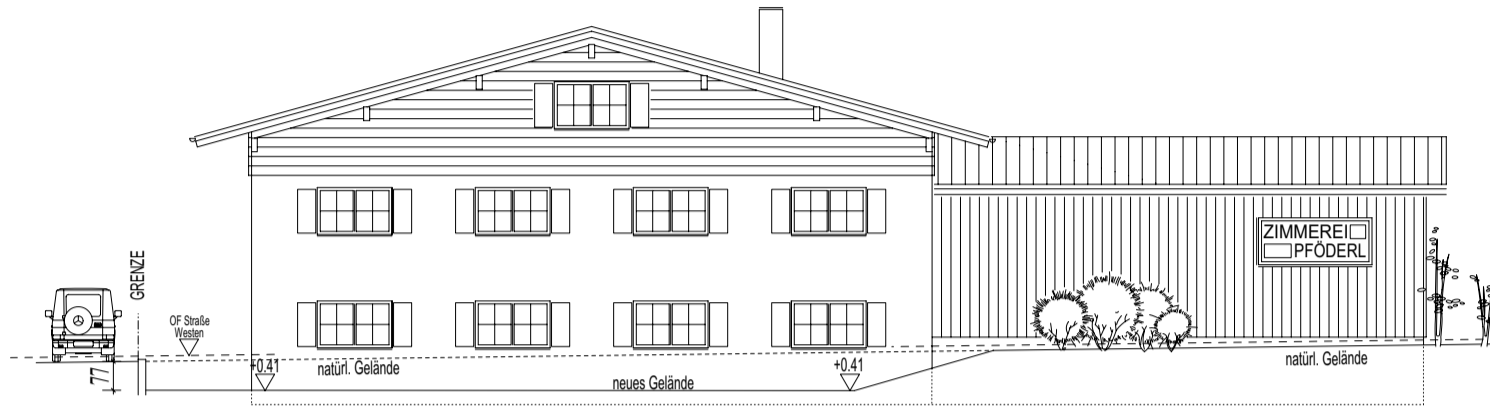 ZIMMEREI
PFÖDERL
GRENZE
OF Straße
Westen
+0.41
natürl. Gelände
neues Gelände
+0.41
natürl. Gelände
77